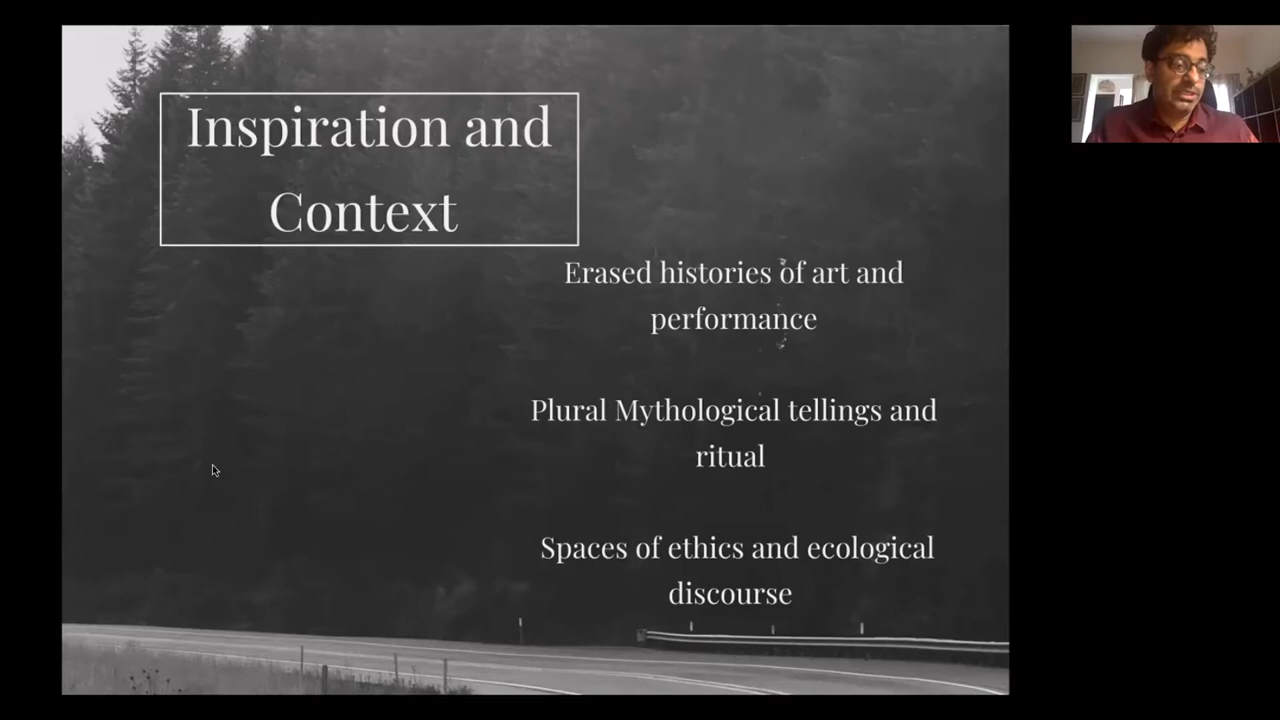 Inspiration and
Context
Erased histories of art and
performance
Plural Mythological tellings and
ritual
Spaces of ethics and ecological
discourse